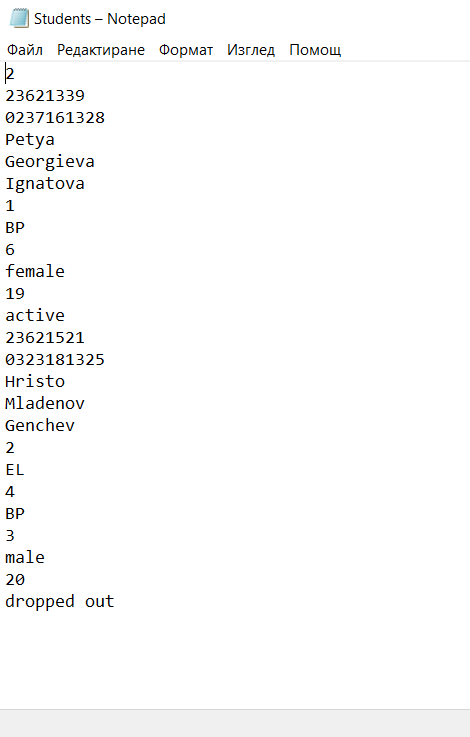 Students – Notepad
Файл Редактиране Формат Изглед Помощ
2
23621339
0237161328
Petya
Georgieva
Ignatova
1
BP
6
female
19
active
23621521
0323181325
Hristo
Mladenov
Genchev
2
EL
4
BP
3
male
20
dropped out